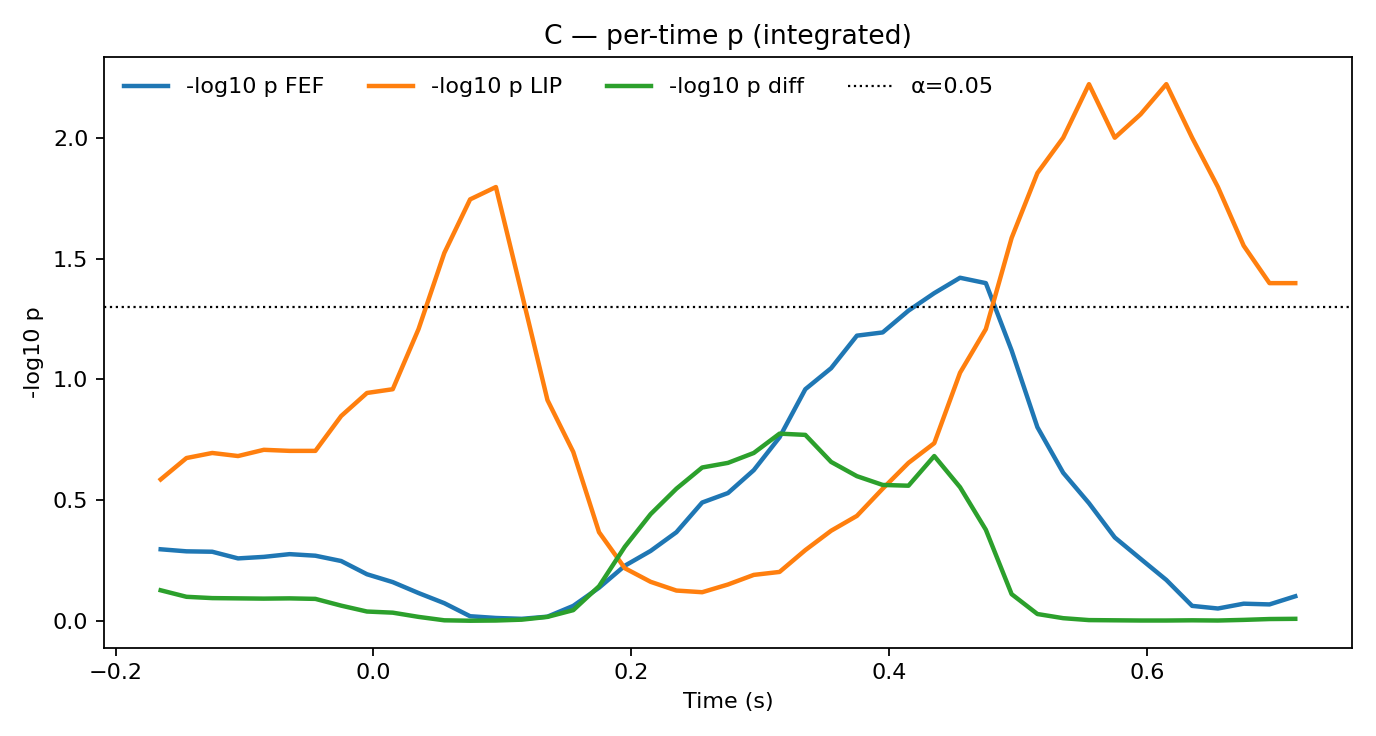 C — per-time p (integrated)
-log10 p FEF -log10 p LIP -log10 p diff α=0.05
2.0
1.5
1.0
0.5
0.0
-log10 p
−0.2 0.0 0.2 0.4 0.6
Time (s)